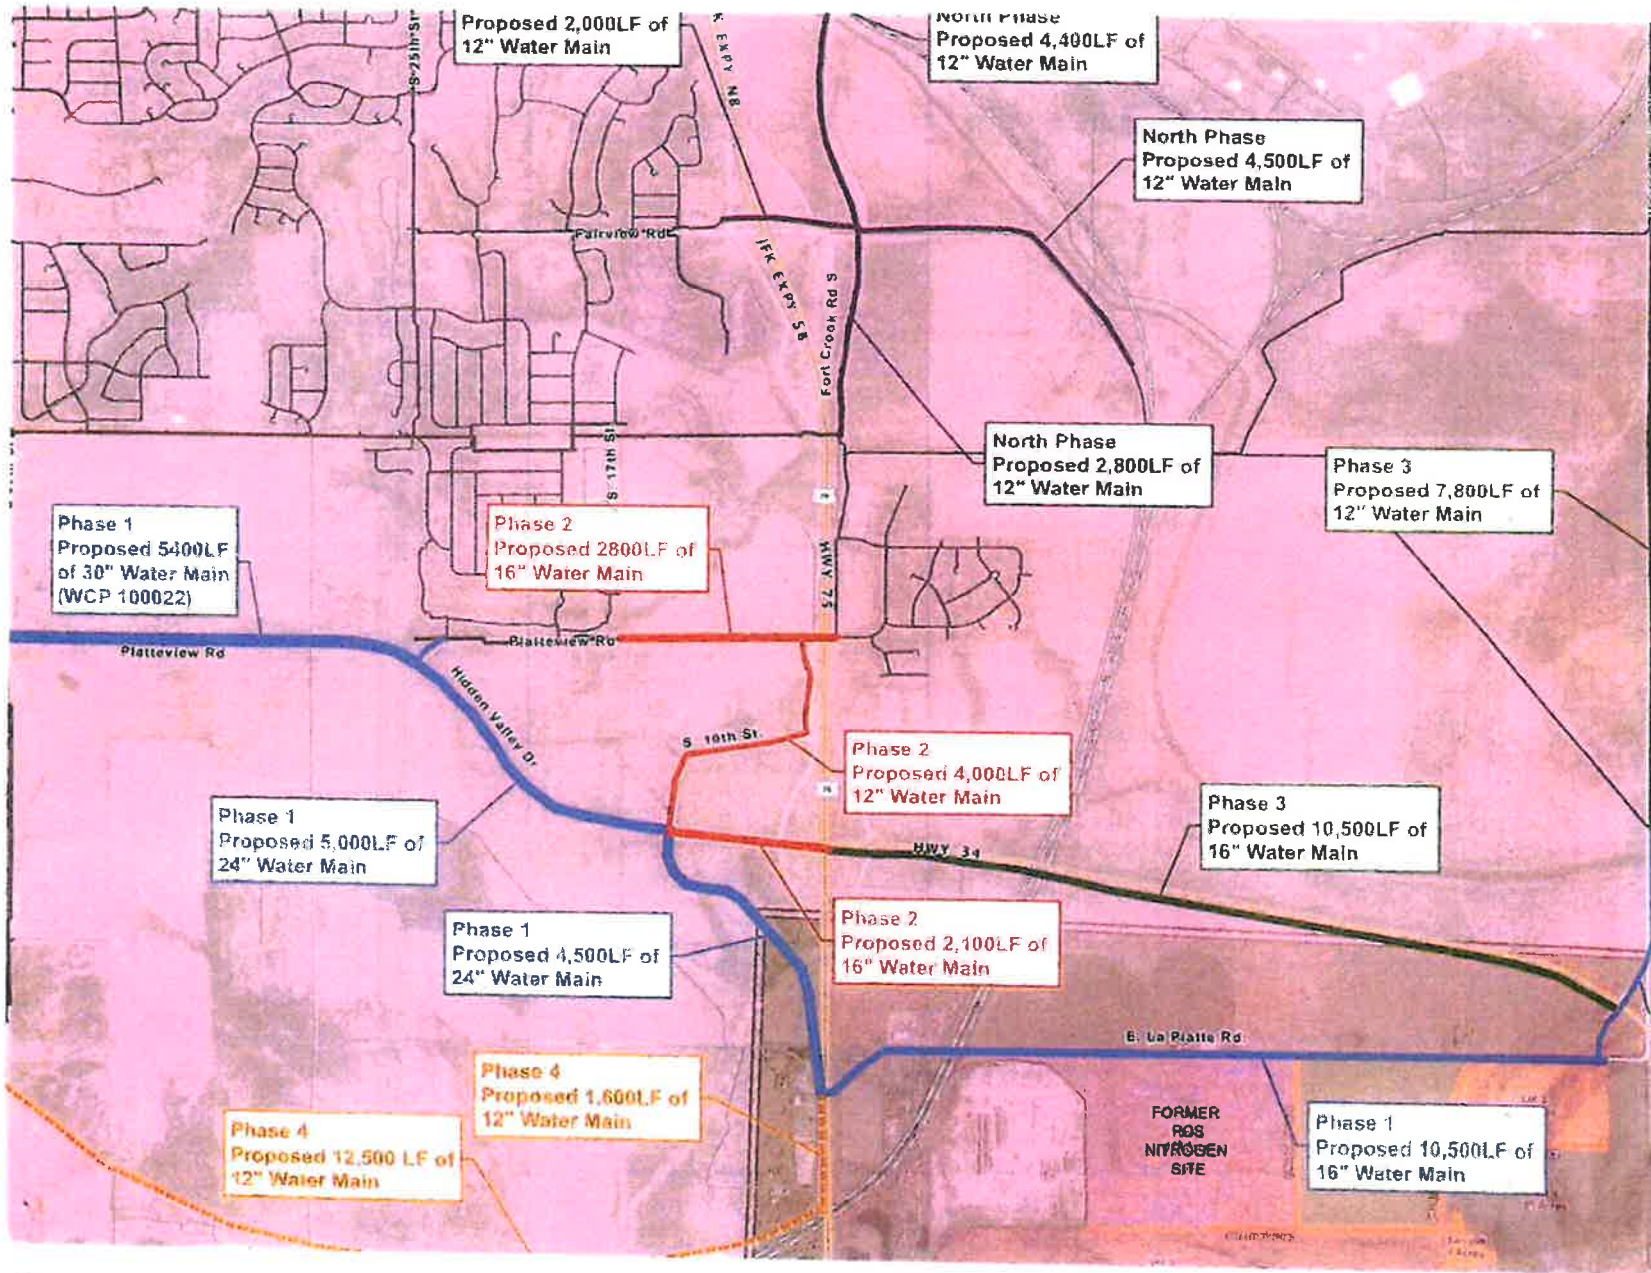 Proposed 2,000LF of
12" Water Main
North Phase
Proposed 4,400LF of
12" Water Main
S 25th St
EXPY NB
North Phase
Proposed 4,500LF of
12" Water Main
Fairview Rd
JFK EXPY SB
Fort Crook Rd S
North Phase
Proposed 2,800LF of
12" Water Main
Phase 3
Proposed 7,800LF of
12" Water Main
S 17th St
Phase 1
Proposed 5400LF
of 30" Water Main
(WCP 100022)
Phase 2
Proposed 2800LF of
16" Water Main
HWY 75
Platteview Rd
Platteview Rd
Hidden Valley Dr
S 10th St
Phase 2
Proposed 4,000LF of
12" Water Main
Phase 1
Proposed 5,000LF of
24" Water Main
Phase 3
Proposed 10,500LF of
16" Water Main
HWY 34
Phase 1
Proposed 4,500LF of
24" Water Main
Phase 2
Proposed 2,100LF of
16" Water Main
E. La Platte Rd
Phase 4
Proposed 1,600LF of
12" Water Main
Phase 4
Proposed 12,500 LF of
12" Water Main
FORMER
ROS
NITROGEN
SITE
Phase 1
Proposed 10,500LF of
16" Water Main